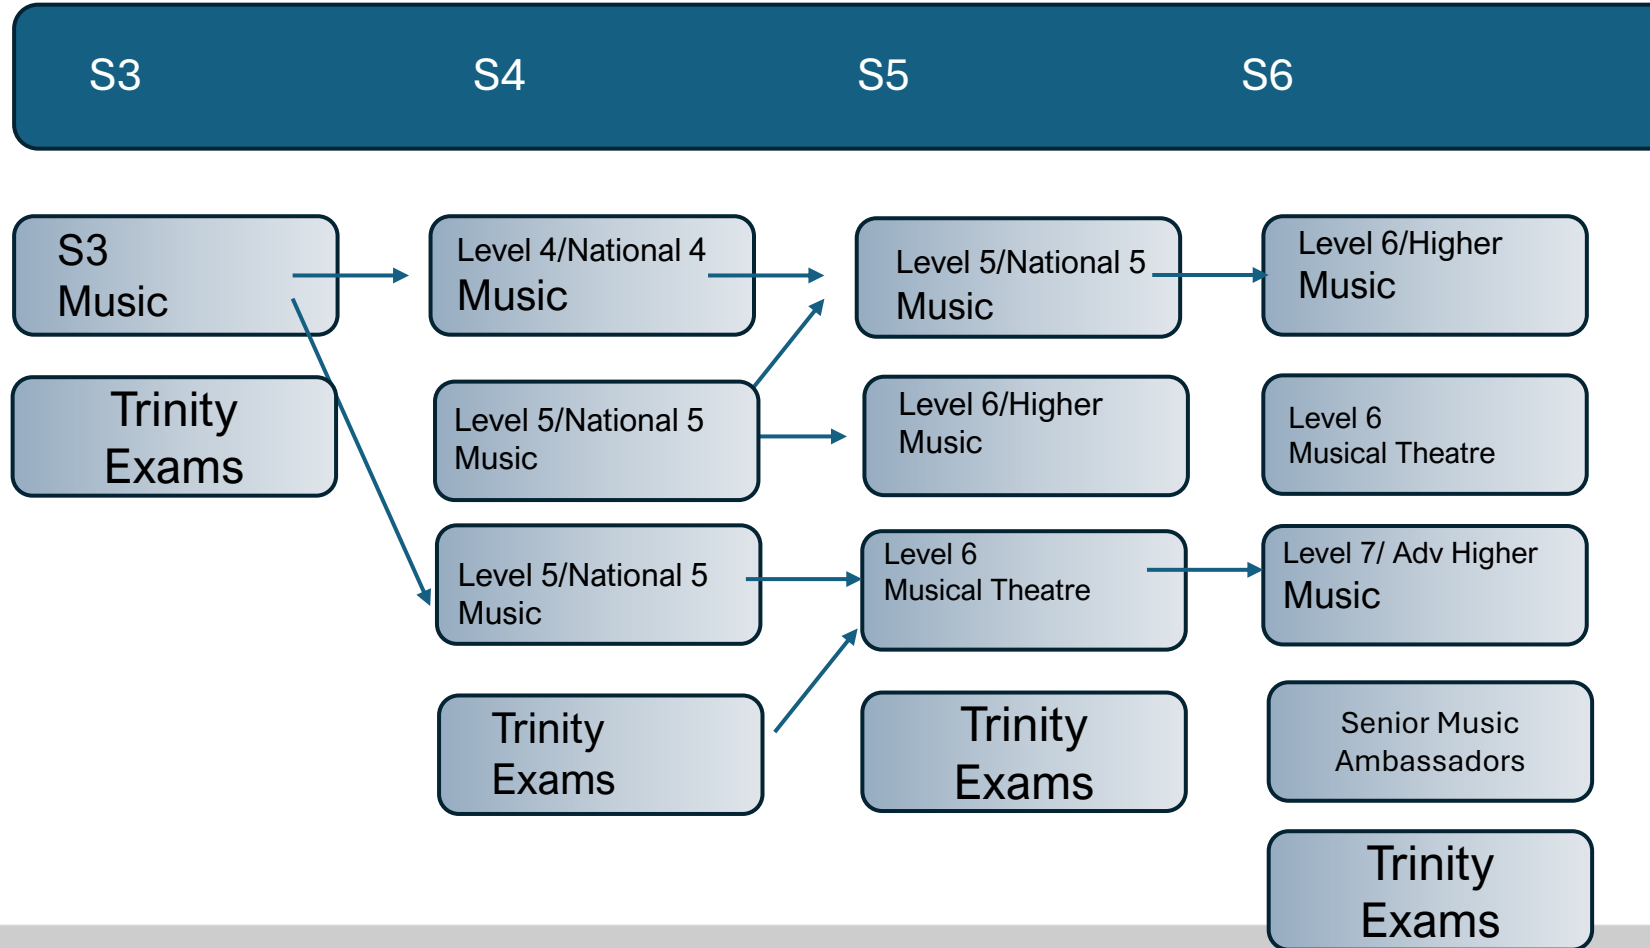 S3
S4
S5
S6
S3
Music
Trinity
Exams
Level 4/National 4
Music
Level 5/National 5
Music
Level 5/National 5
Music
Trinity
Exams
Level 5/National 5
Music
Level 6/Higher
Music
Level 6
Musical Theatre
Trinity
Exams
Level 6/Higher
Music
Level 6
Musical Theatre
Level 7/ Adv Higher
Music
Senior Music
Ambassadors
Trinity
Exams